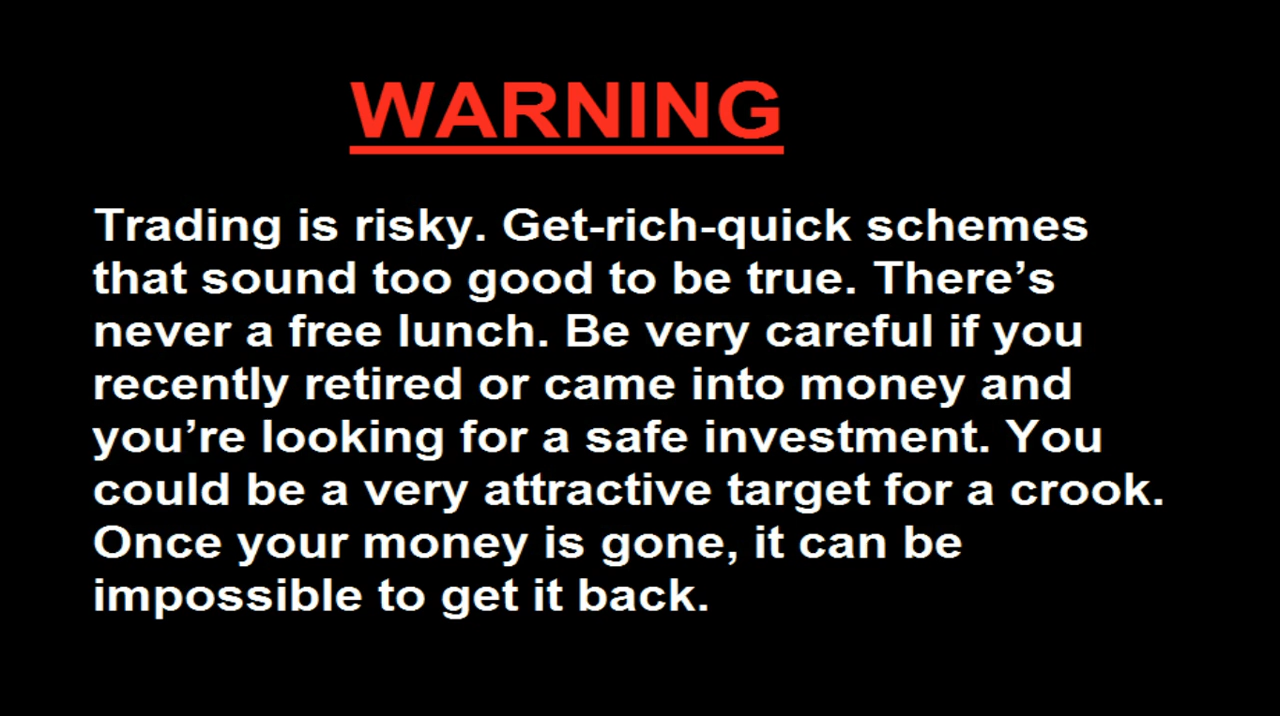 WARNING
Trading is risky. Get-rich-quick schemes
that sound too good to be true. There’s
never a free lunch. Be very careful if you
recently retired or came into money and
you’re looking for a safe investment. You
could be a very attractive target for a crook.
Once your money is gone, it can be
impossible to get it back.